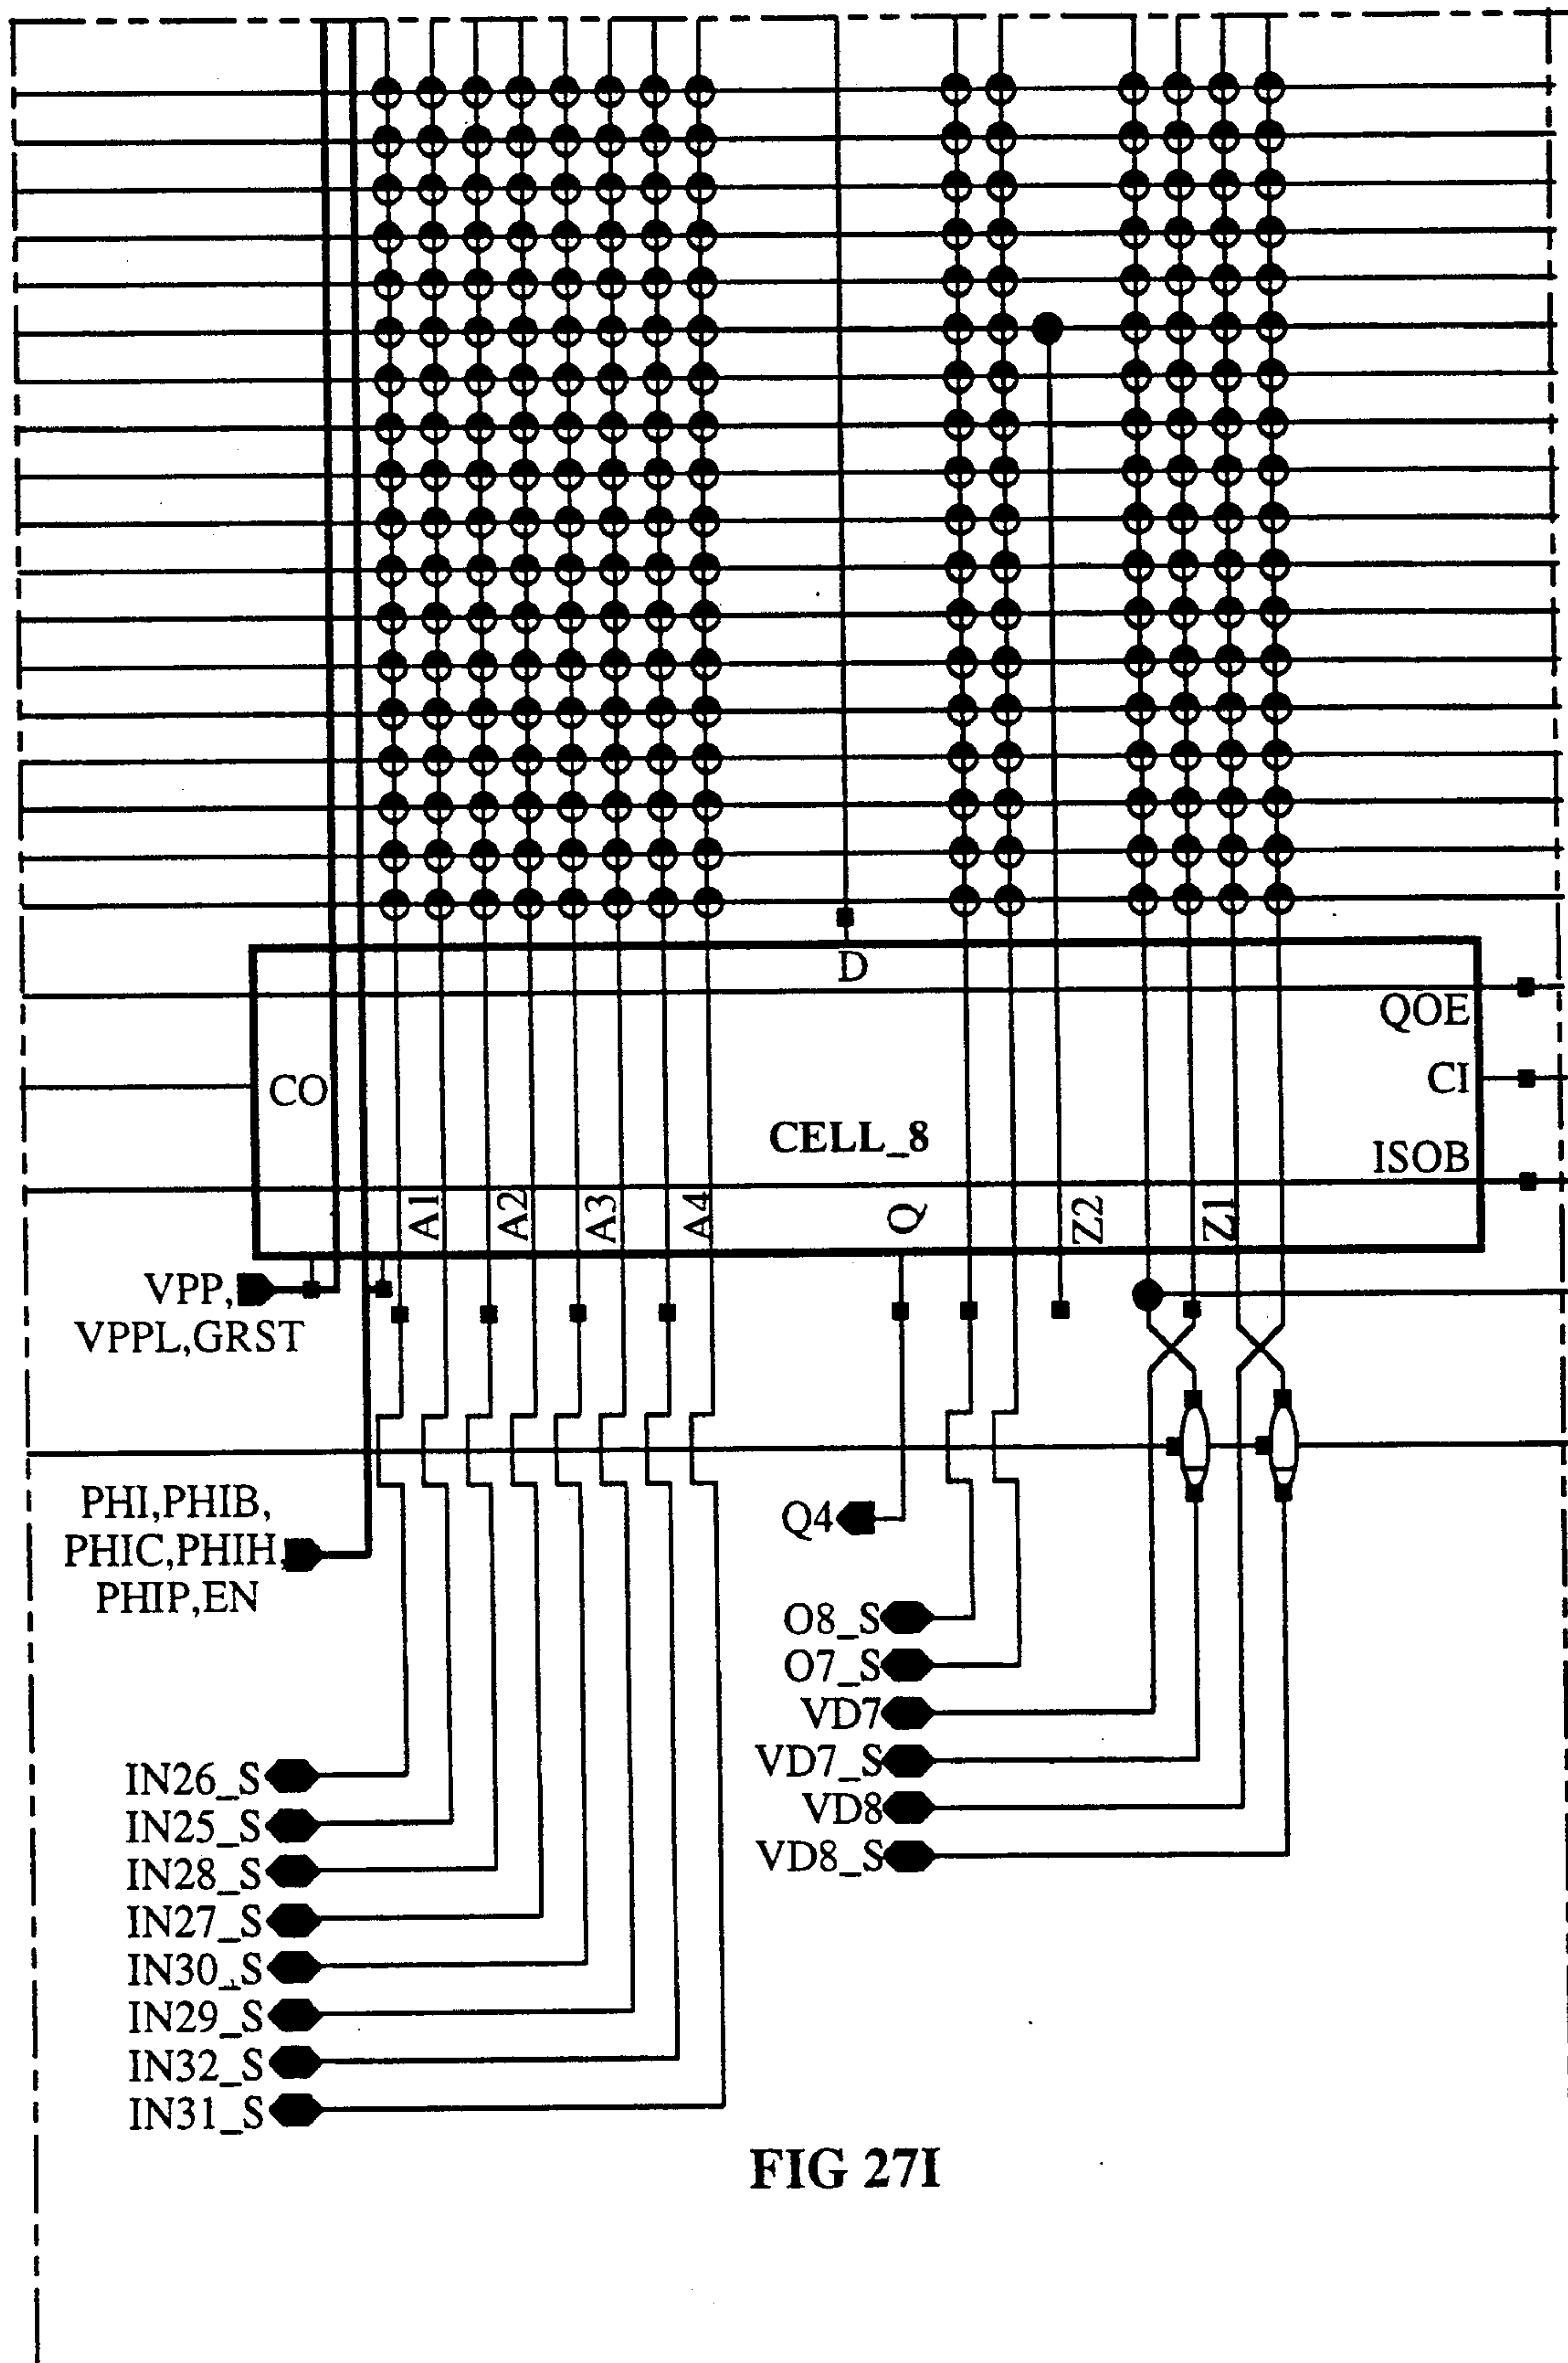 D
QOE
CO
CI
CELL_8
ISOB
A1
A2
A3
A4
Q
Z2
Z1
VPP,
VPPL,GRST
PHI,PHIB,
PHIC,PHIH,
PHIP,EN
Q4
O8_S
O7_S
VD7
VD7_S
VD8
VD8_S
IN26_S
IN25_S
IN28_S
IN27_S
IN30_S
IN29_S
IN32_S
IN31_S
FIG 27I